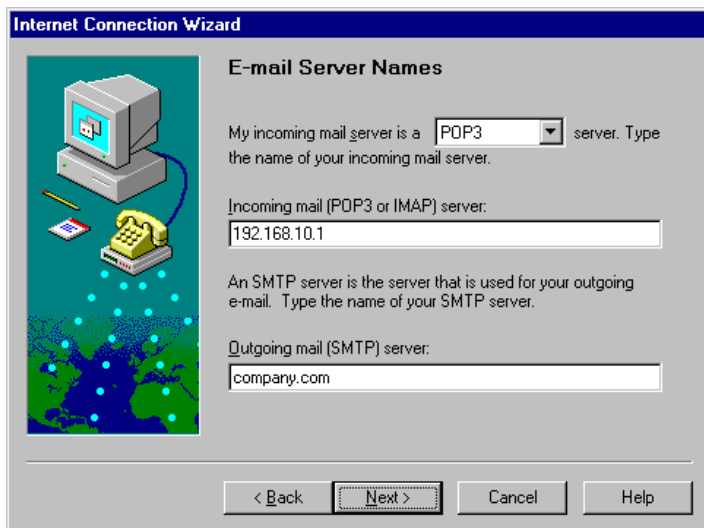 Internet Connection Wizard
E-mail Server Names
My incoming mail server is a POP3 server. Type
the name of your incoming mail server.
Incoming mail (POP3 or IMAP) server:
192.168.10.1
An SMTP server is the server that is used for your outgoing
e-mail. Type the name of your SMTP server.
Outgoing mail (SMTP) server:
company.com
< Back Next > Cancel Help